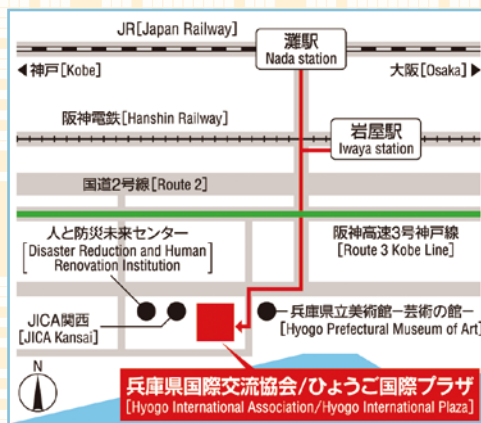 JR[Japan Railway]
灘駅
Nada station
◀神戸[Kobe]
大阪[Osaka]▶
阪神電鉄[Hanshin Railway]
岩屋駅
Iwaya station
国道2号線[Route 2]
人と防災未来センター
[Disaster Reduction and Human
Renovation Institution]
阪神高速3号神戸線
[Route 3 Kobe Line]
JICA関西
[JICA Kansai]
兵庫県立美術館ー芸術の館ー
[Hyogo Prefectural Museum of Art]
N
兵庫県国際交流協会/ひょうご国際プラザ
[Hyogo International Association/Hyogo International Plaza]